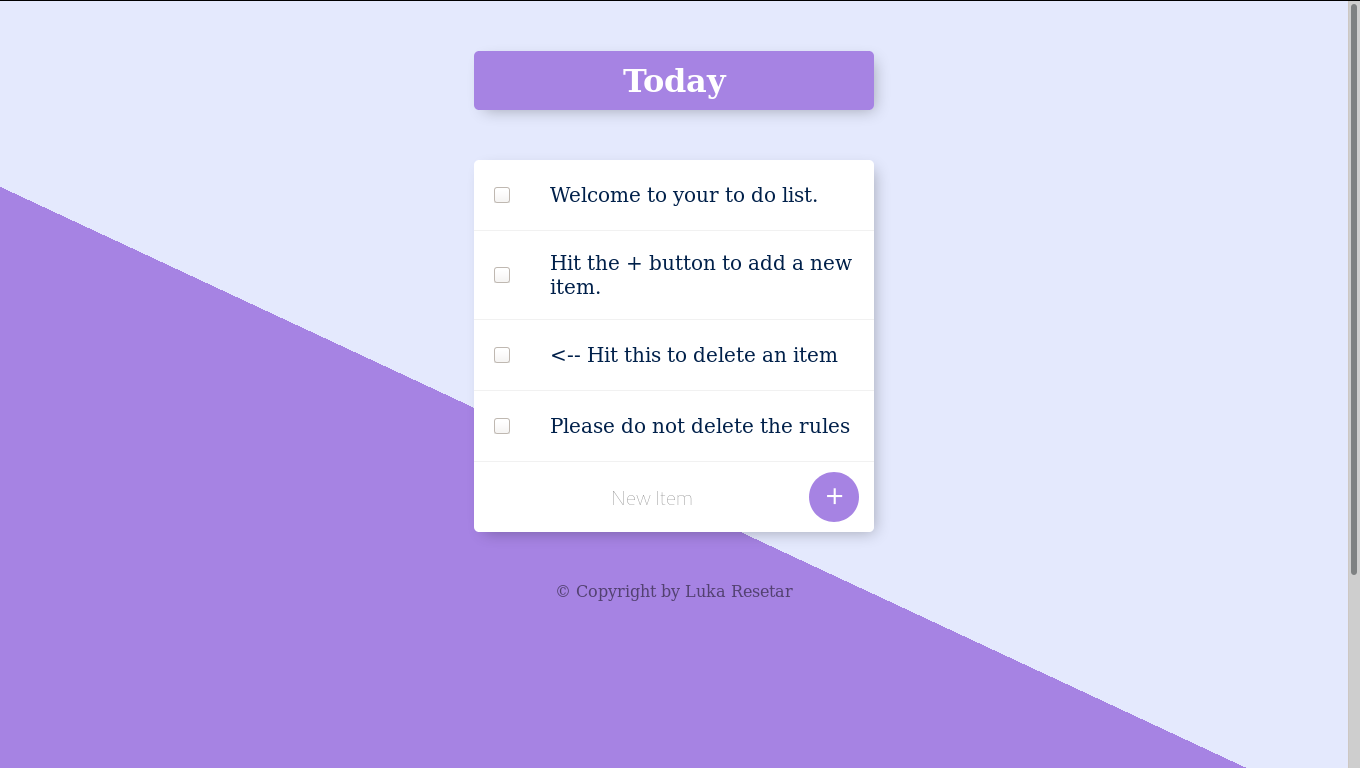 Today
Welcome to your to do list.
Hit the + button to add a new
item.
<-- Hit this to delete an item
Please do not delete the rules
New Item
+
© Copyright by Luka Resetar